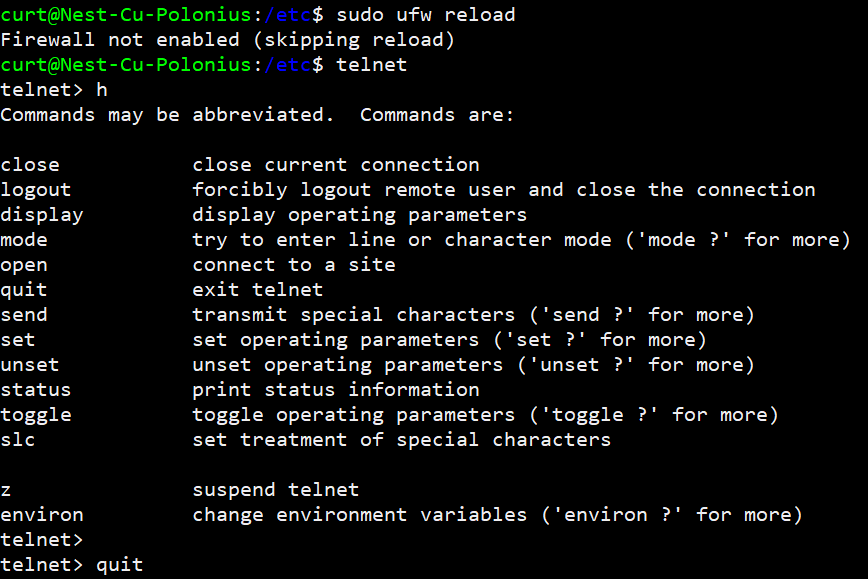 curt@Nest-Cu-Polonius:/etc$ sudo ufw reload
Firewall not enabled (skipping reload)
curt@Nest-Cu-Polonius:/etc$ telnet
telnet> h
Commands may be abbreviated.  Commands are:

close           close current connection
logout          forcibly logout remote user and close the connection
display         display operating parameters
mode            try to enter line or character mode ('mode ?' for more)
open            connect to a site
quit            exit telnet
send            transmit special characters ('send ?' for more)
set             set operating parameters ('set ?' for more)
unset           unset operating parameters ('unset ?' for more)
status          print status information
toggle          toggle operating parameters ('toggle ?' for more)
slc             set treatment of special characters

z               suspend telnet
environ         change environment variables ('environ ?' for more)
telnet>
telnet> quit